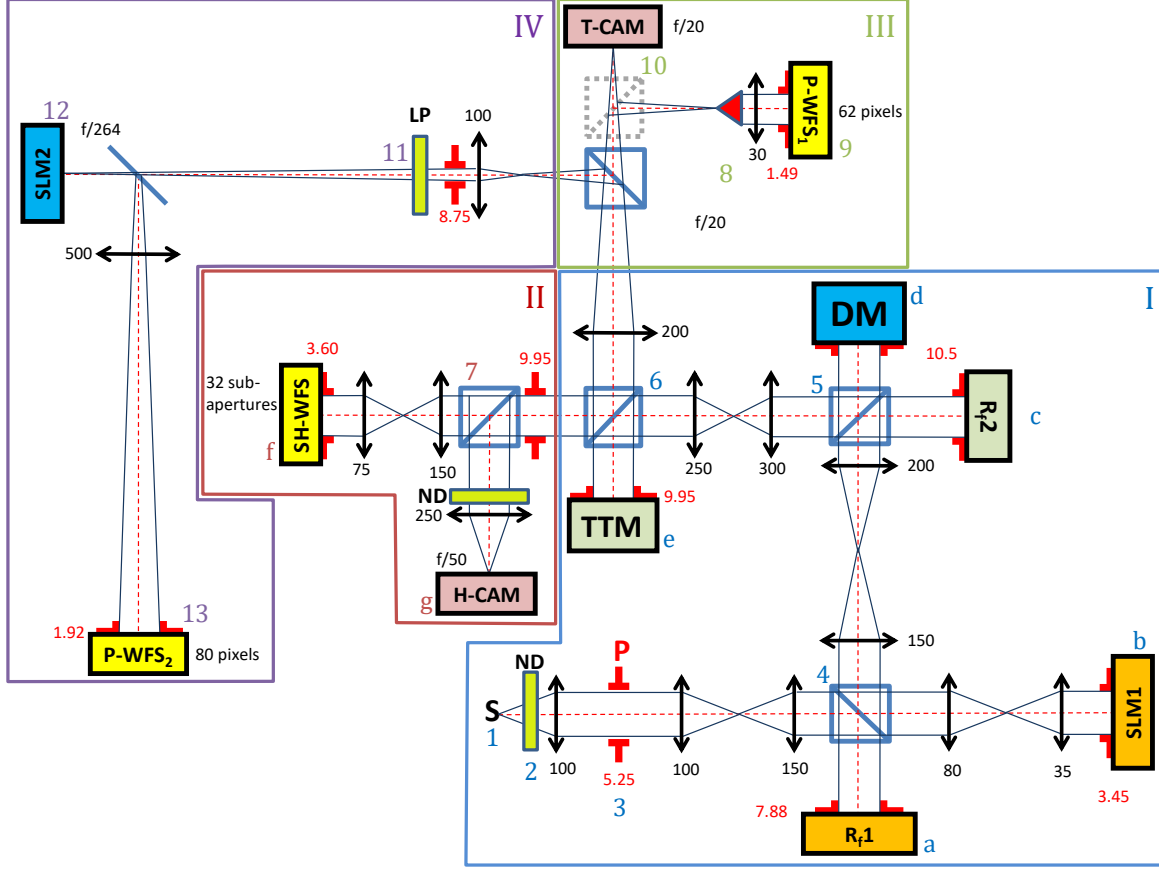 IV
III
T-CAM
f/20
10
12
f/264
LP
100
11
SLM2
P-WFS1
62 pixels
30
8
9
1.49
8.75
f/20
500
II
I
DM
d
3.60
9.95
200
10.5
32 sub-
apertures
7
6
5
SH-WFS
Rf2
c
f
75
150
250
300
200
ND
250
9.95
TTM
e
f/50
g
H-CAM
13
1.92
P-WFS2
80 pixels
150
b
ND
P
4
S
1
SLM1
2
100
5.25
100
150
80
35
3
7.88
3.45
Rf1
a